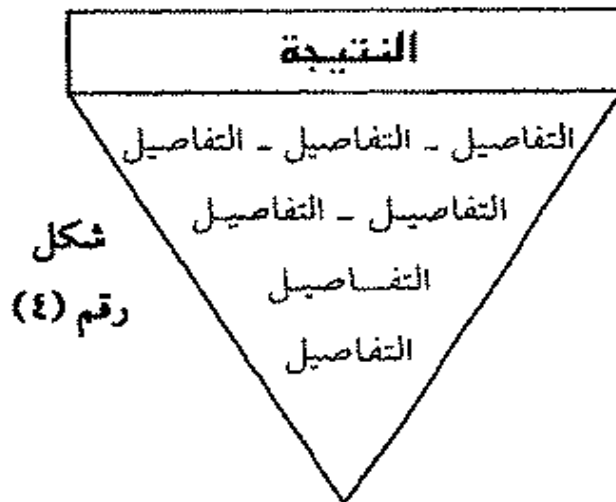 النتيجة
التفاصيل - التفاصيل - التفاصيل
التفاصيل - التفاصيل
التفاصيل
التفاصيل
شكل
رقم (٤)